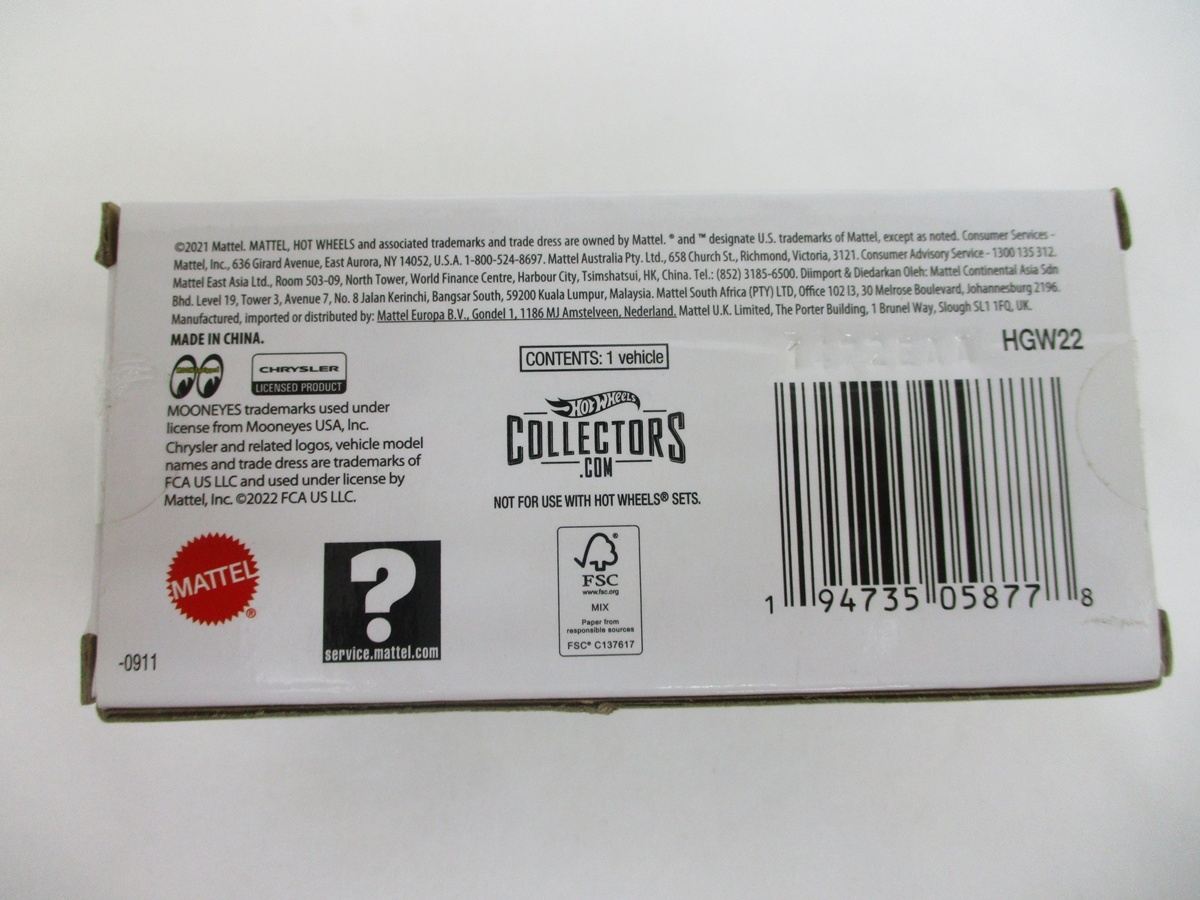 ©2021 Mattel. MATTEL, HOT WHEELS and associated trademarks and trade dress are owned by Mattel. ® and ™ designate U.S. trademarks of Mattel, except as noted. Consumer Services -
Mattel, Inc., 636 Girard Avenue, East Aurora, NY 14052, U.S.A. 1-800-524-8697. Mattel Australia Pty. Ltd., 658 Church St., Richmond, Victoria, 3121. Consumer Advisory Service - 1300 135 312.
Mattel East Asia Ltd., Room 503-09, North Tower, World Finance Centre, Harbour City, Tsimshatsui, HK, China. Tel.: (852) 3185-6500. Diimport & Diedarkan Oleh: Mattel Continental Asia Sdn
Bhd. Level 19, Tower 3, Avenue 7, No. 8 Jalan Kerinchi, Bangsar South, 59200 Kuala Lumpur, Malaysia. Mattel South Africa (PTY) LTD, Office 102 I3, 30 Melrose Boulevard, Johannesburg 2196.
Manufactured, imported or distributed by: Mattel Europa B.V., Gondel 1, 1186 MJ Amstelveen, Nederland. Mattel U.K. Limited, The Porter Building, 1 Brunel Way, Slough SL1 1FQ, UK.
MADE IN CHINA.
CHRYSLER
LICENSED PRODUCT
MOONEYES trademarks used under
license from Mooneyes USA, Inc.
Chrysler and related logos, vehicle model
names and trade dress are trademarks of
FCA US LLC and used under license by
Mattel, Inc. ©2022 FCA US LLC.
CONTENTS: 1 vehicle
HOT WHEELS
COLLECTORS
.COM
NOT FOR USE WITH HOT WHEELS® SETS.
HGW22
1 94735 05877 8
MATTEL®
?
service.mattel.com
FSC
www.fsc.org
MIX
Paper from
responsible sources
FSC® C137617
-0911